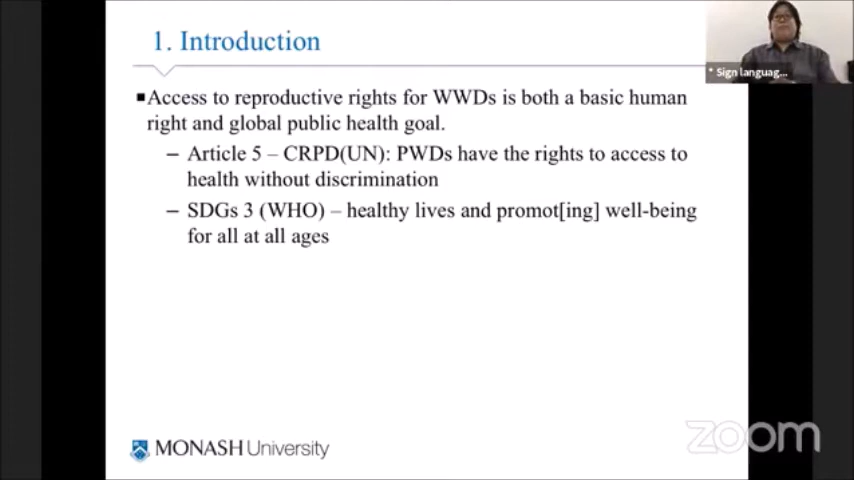 1. Introduction
* Sign languag...
▪Access to reproductive rights for WWDs is both a basic human
right and global public health goal.
– Article 5 – CRPD(UN): PWDs have the rights to access to
health without discrimination
– SDGs 3 (WHO) – healthy lives and promot[ing] well-being
for all at all ages
MONASH University
zoom